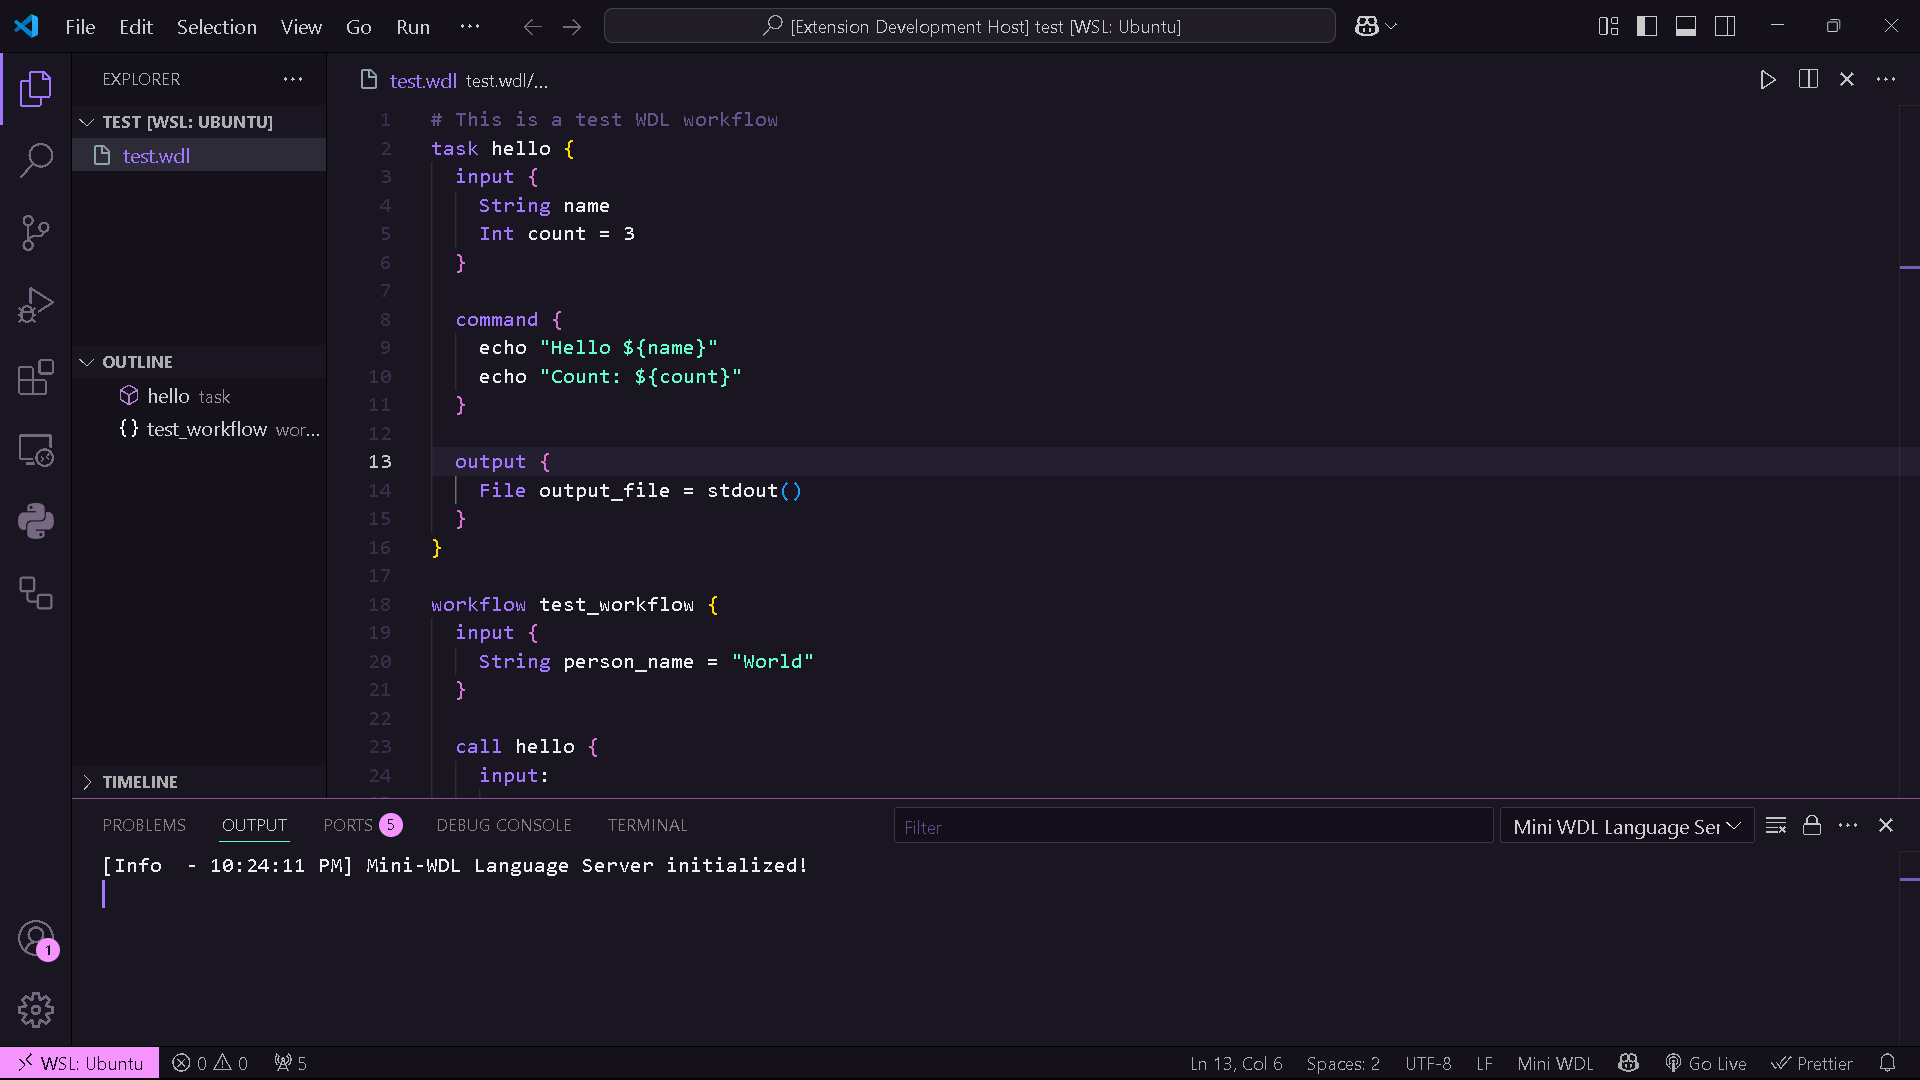 File Edit Selection View Go Run ··· [Extension Development Host] test [WSL: Ubuntu]
EXPLORER
TEST [WSL: UBUNTU]
test.wdl
OUTLINE
hello task
test_workflow wor...
TIMELINE
test.wdl test.wdl/...
1 # This is a test WDL workflow
2 task hello {
3 input {
4 String name
5 Int count = 3
6 }
7
8 command {
9 echo "Hello ${name}"
10 echo "Count: ${count}"
11 }
12
13 output {
14 File output_file = stdout()
15 }
16 }
17
18 workflow test_workflow {
19 input {
20 String person_name = "World"
21 }
22
23 call hello {
24 input:
PROBLEMS OUTPUT PORTS 5 DEBUG CONSOLE TERMINAL Filter Mini WDL Language Ser
[Info - 10:24:11 PM] Mini-WDL Language Server initialized!
1
WSL: Ubuntu 0 0 5 Ln 13, Col 6 Spaces: 2 UTF-8 LF Mini WDL Go Live Prettier